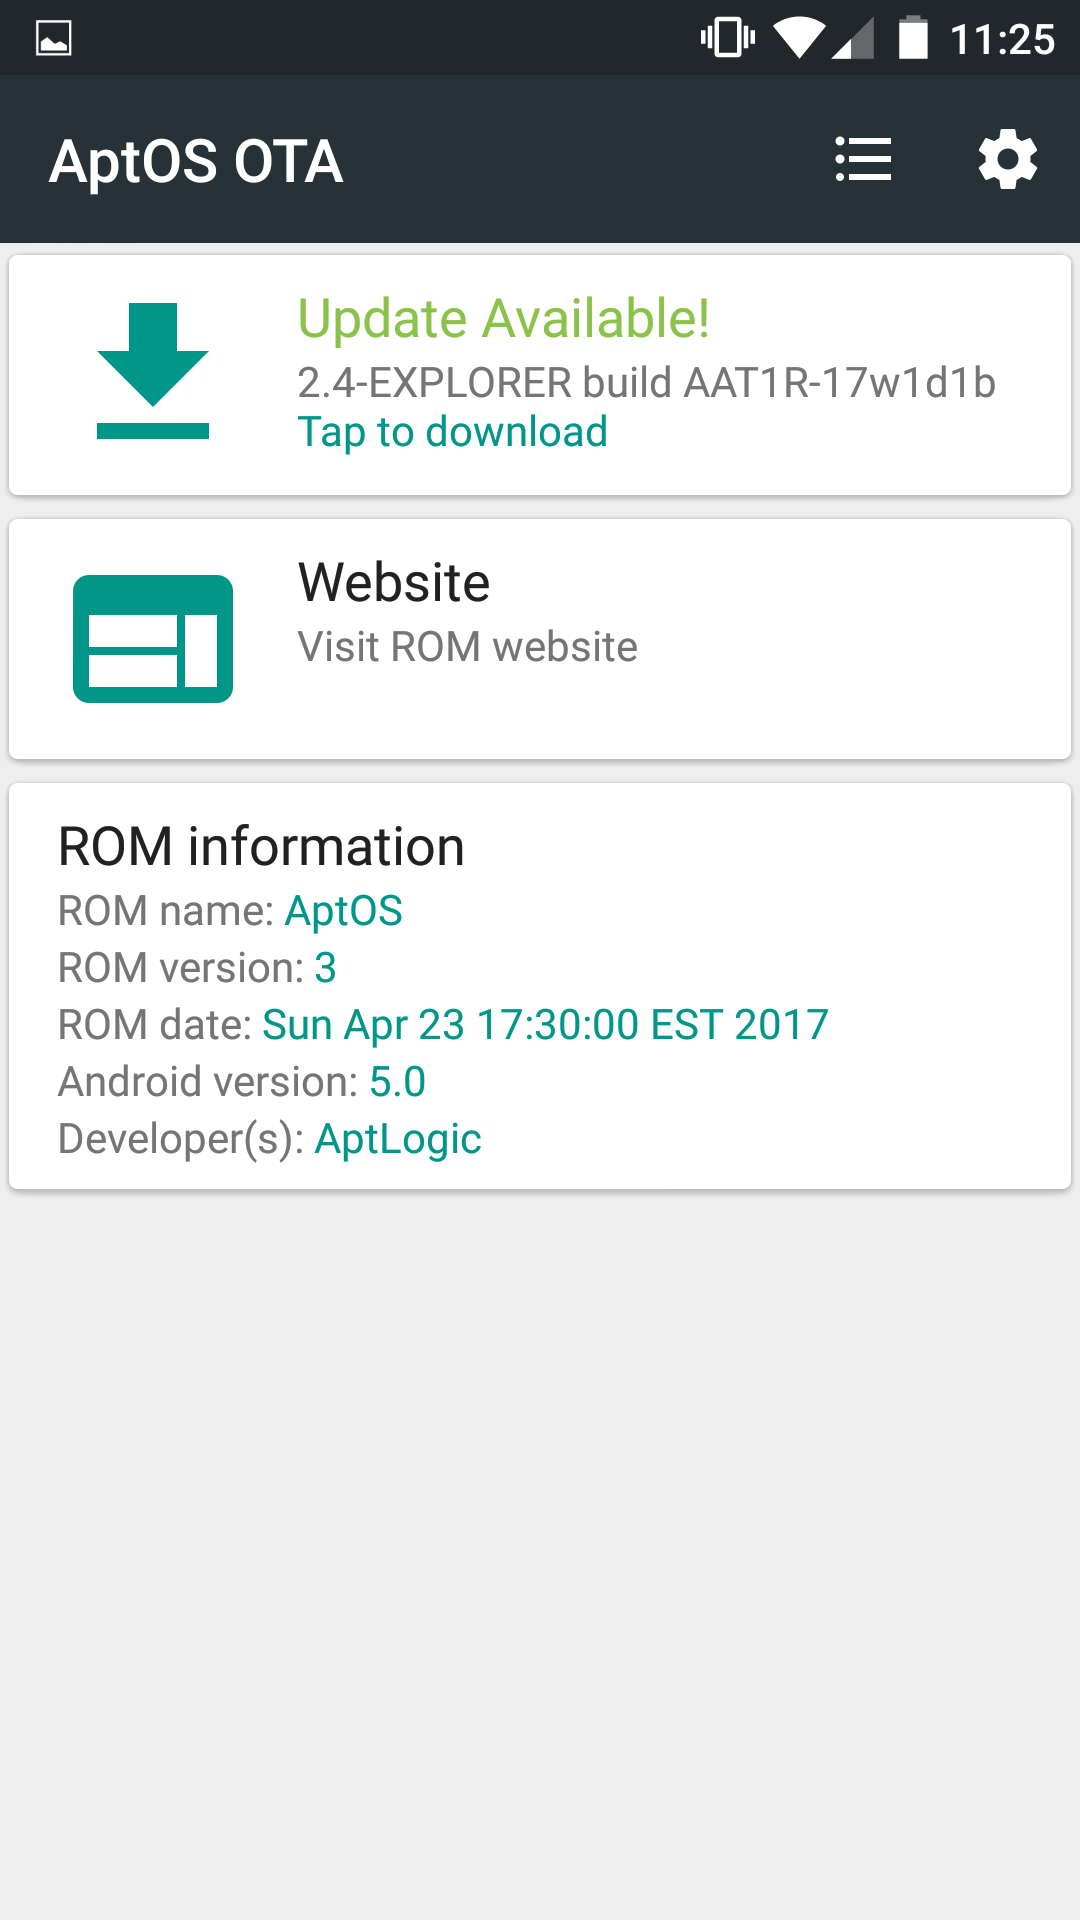 11:25
AptOS OTA
Update Available!
2.4-EXPLORER build AAT1R-17w1d1b
Tap to download
Website
Visit ROM website
ROM information
ROM name: AptOS
ROM version: 3
ROM date: Sun Apr 23 17:30:00 EST 2017
Android version: 5.0
Developer(s): AptLogic